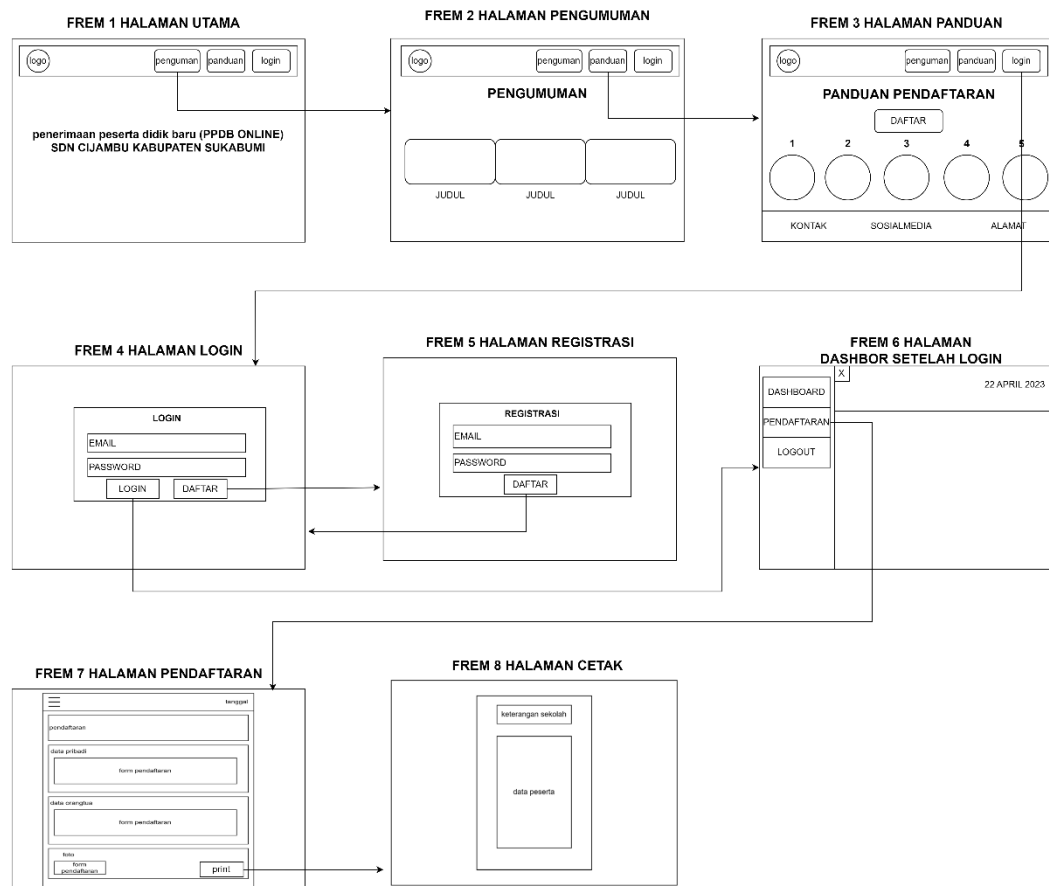 FREM 1 HALAMAN UTAMA
logo
penguman
panduan
login
penerimaan peserta didik baru (PPDB ONLINE)
SDN CIJAMBU KABUPATEN SUKABUMI
FREM 2 HALAMAN PENGUMUMAN
logo
penguman
panduan
login
PENGUMUMAN
JUDUL
JUDUL
JUDUL
FREM 3 HALAMAN PANDUAN
logo
penguman
panduan
login
PANDUAN PENDAFTARAN
DAFTAR
1
2
3
4
5
KONTAK
SOSIALMEDIA
ALAMAT
FREM 4 HALAMAN LOGIN
LOGIN
EMAIL
PASSWORD
LOGIN
DAFTAR
FREM 5 HALAMAN REGISTRASI
REGISTRASI
EMAIL
PASSWORD
DAFTAR
FREM 6 HALAMAN
DASHBOR SETELAH LOGIN
X
22 APRIL 2023
DASHBOARD
PENDAFTARAN
LOGOUT
FREM 7 HALAMAN PENDAFTARAN
tanggal
pendaftaran
data pribadi
form pendaftaran
data orangtua
form pendaftaran
foto
form
pendaftaran
print
FREM 8 HALAMAN CETAK
keterangan sekolah
data peserta